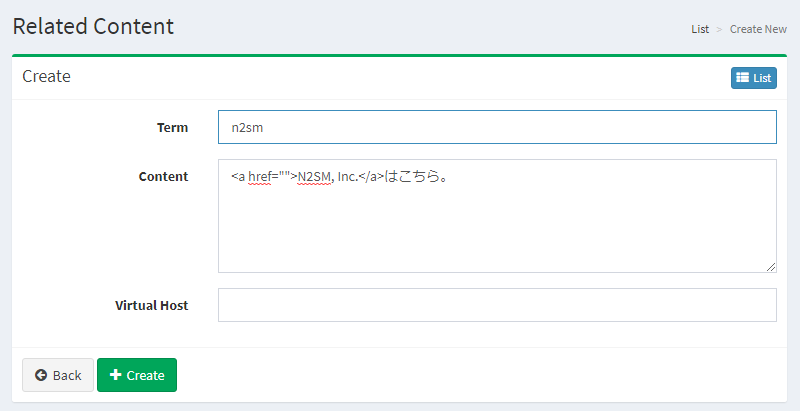 Related Content
List > Create New
Create
List
Term
n2sm
Content
<a href="">N2SM, Inc.</a>はこちら。
Virtual Host
Back
Create